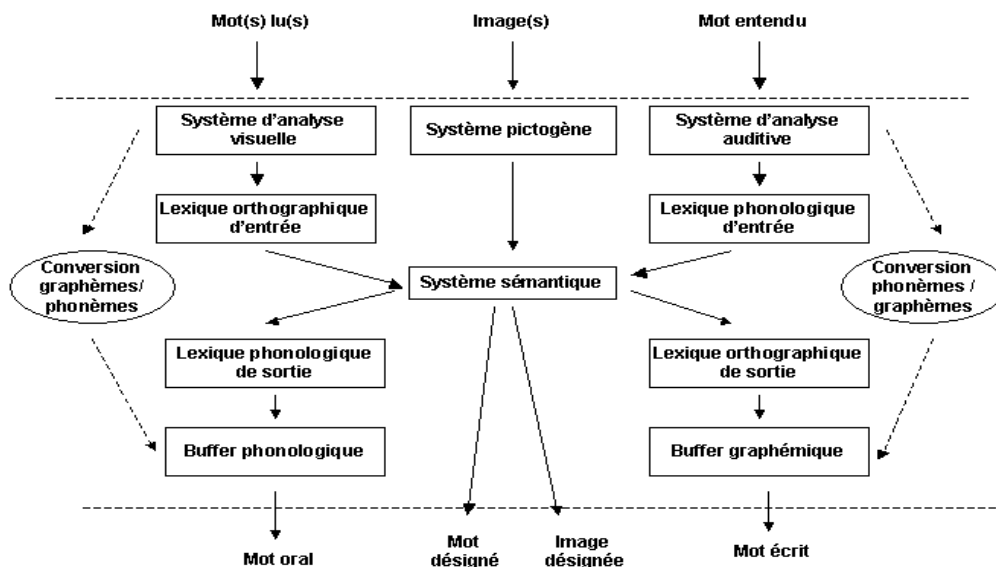 Mot(s) lu(s)
Image(s)
Mot entendu
Système d'analyse
visuelle
Système pictogène
Système d'analyse
auditive
Lexique orthographique
d'entrée
Lexique phonologique
d'entrée
Conversion
graphèmes/
phonèmes
Système sémantique
Conversion
phonèmes /
graphèmes
Lexique phonologique
de sortie
Lexique orthographique
de sortie
Buffer phonologique
Buffer graphémique
Mot oral
Mot
désigné
Image
désignée
Mot écrit